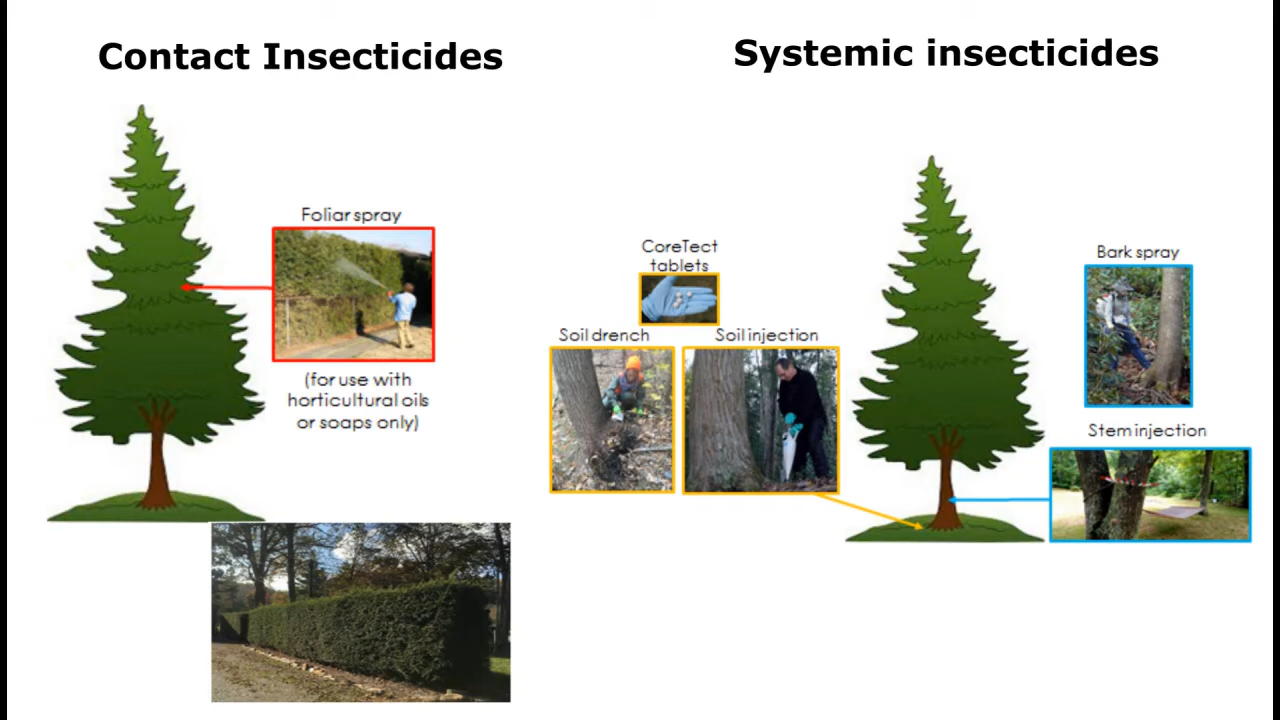 Contact Insecticides
Systemic insecticides
Foliar spray
(for use with
horticultural oils
or soaps only)
CoreTect
tablets
Soil drench
Soil injection
Bark spray
Stem injection